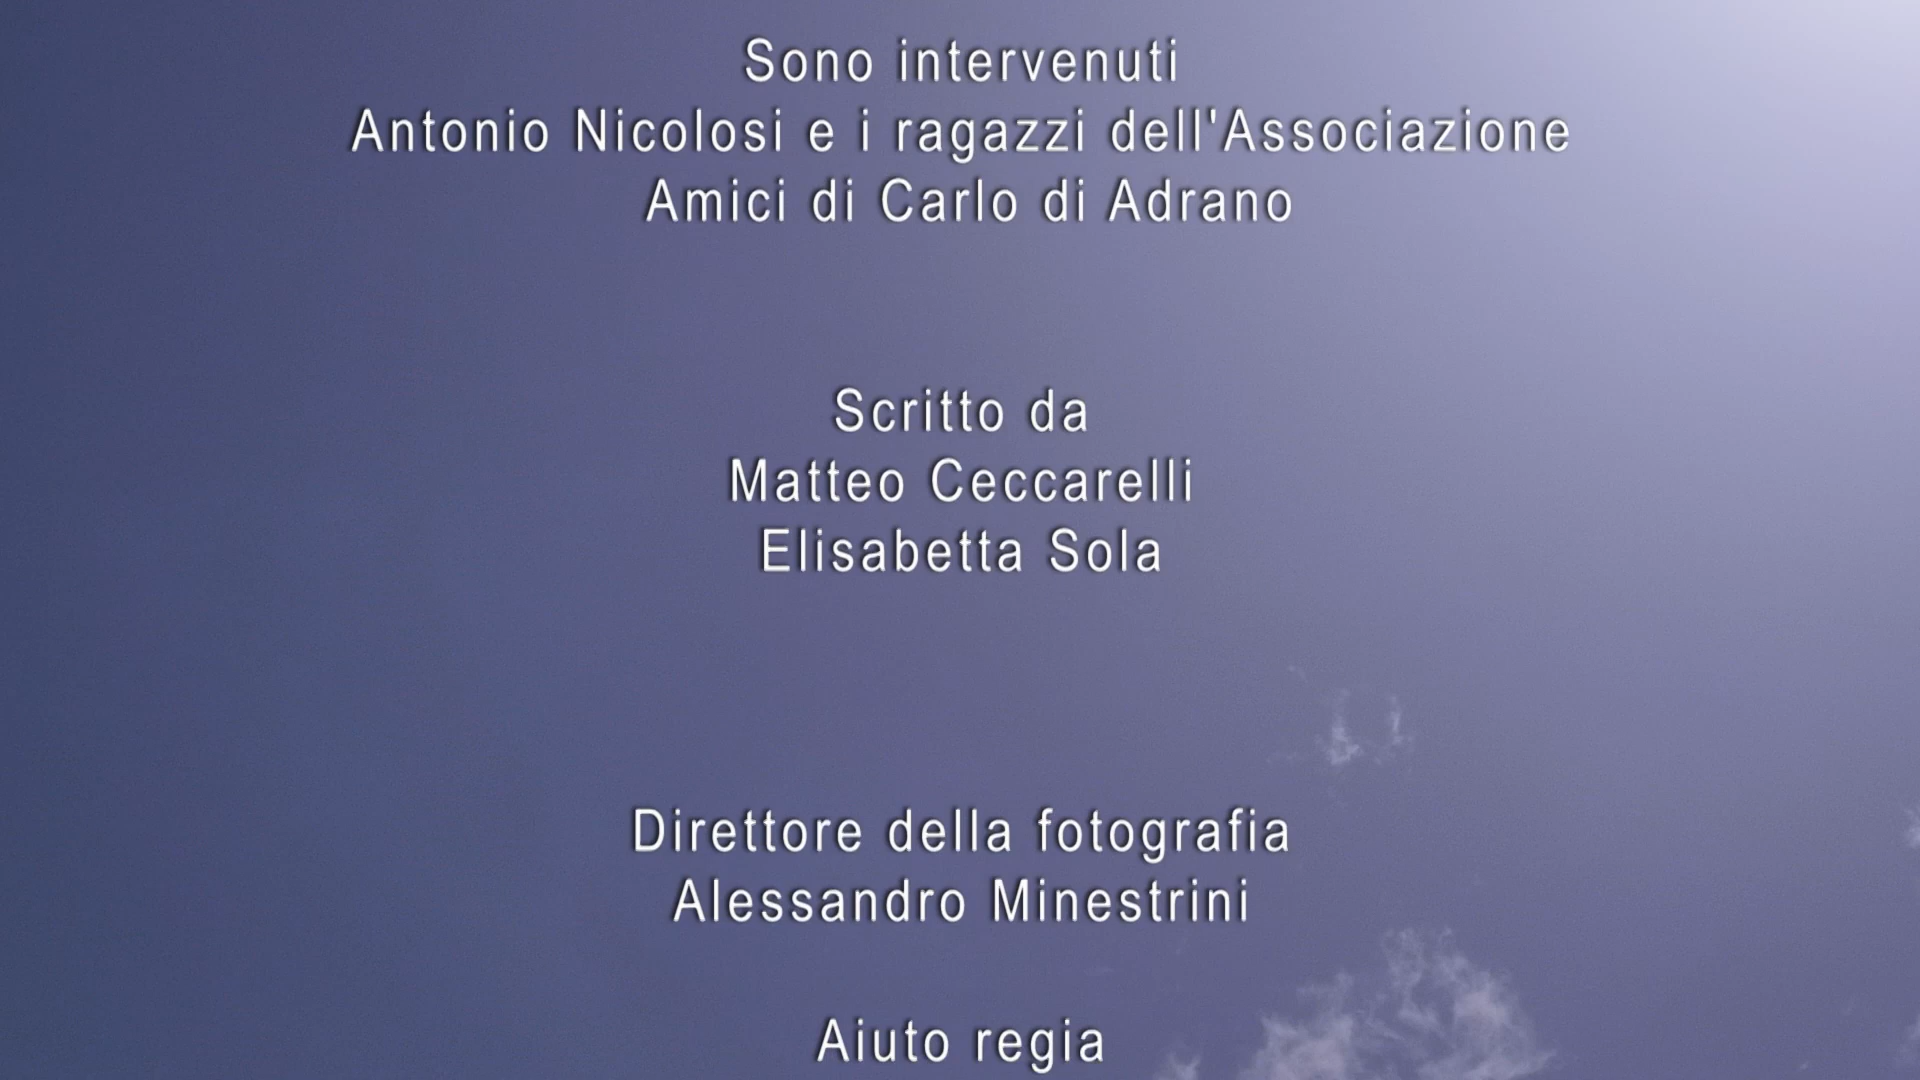 Sono intervenuti
Antonio Nicolosi e i ragazzi dell'Associazione
Amici di Carlo di Adrano
Scritto da
Matteo Ceccarelli
Elisabetta Sola
Direttore della fotografia
Alessandro Minestrini
Aiuto regia